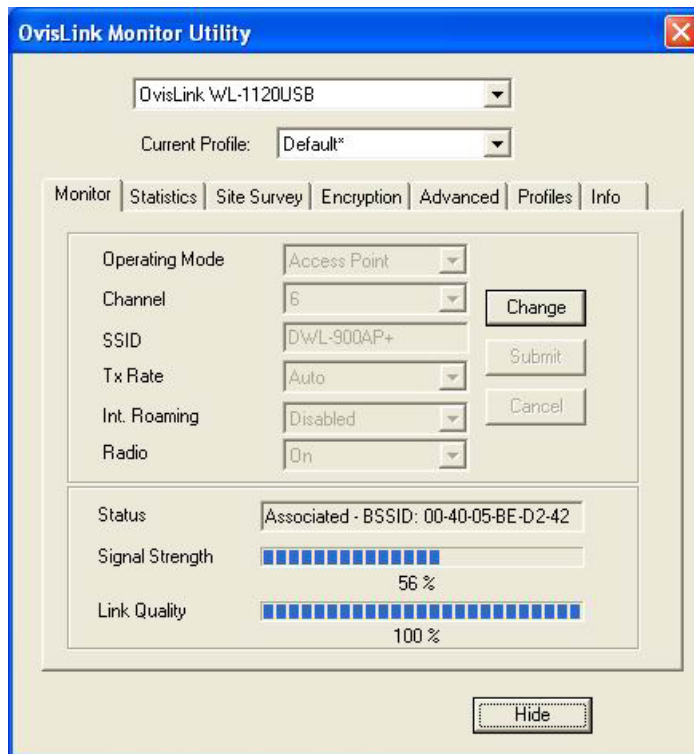 OvisLink Monitor Utility
OvisLink WL-1120USB
Current Profile: Default*
Monitor Statistics Site Survey Encryption Advanced Profiles Info
Operating Mode Access Point
Channel 6
Change
SSID DWL-900AP+
Submit
Tx Rate Auto
Cancel
Int. Roaming Disabled
Radio On
Status Associated - BSSID: 00-40-05-BE-D2-42
Signal Strength
56 %
Link Quality
100 %
Hide